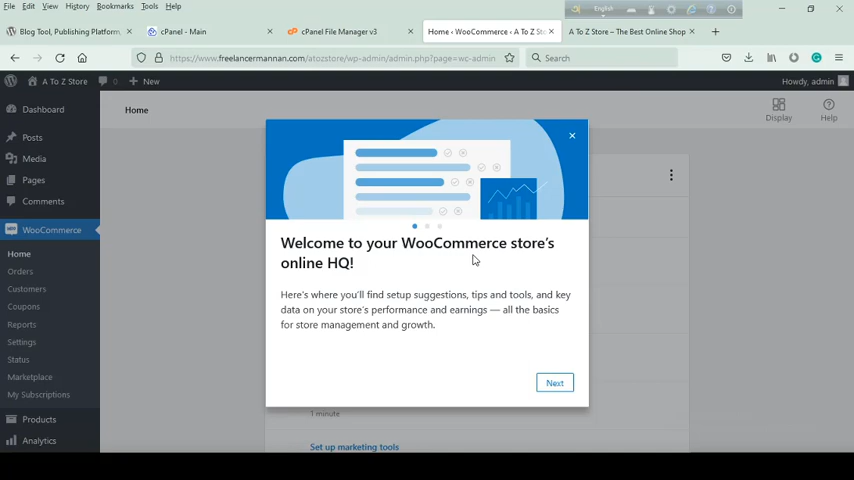 File Edit View History Bookmarks Tools Help
English
Blog Tool, Publishing Platform,
cPanel - Main
cPanel File Manager v3
Home ‹ WooCommerce ‹ A To Z Sto
A To Z Store – The Best Online Shop
https://www.freelancermannan.com/atozstore/wp-admin/admin.php?page=wc-admin
Search
A To Z Store
0
New
Howdy, admin
Dashboard
Posts
Media
Pages
Comments
WooCommerce
Home
Orders
Customers
Coupons
Reports
Settings
Status
Marketplace
My Subscriptions
Products
Analytics
Home
Display
Help
Welcome to your WooCommerce store's
online HQ!
Here's where you'll find setup suggestions, tips and tools, and key
data on your store's performance and earnings — all the basics
for store management and growth.
Next
1 minute
Set up marketing tools